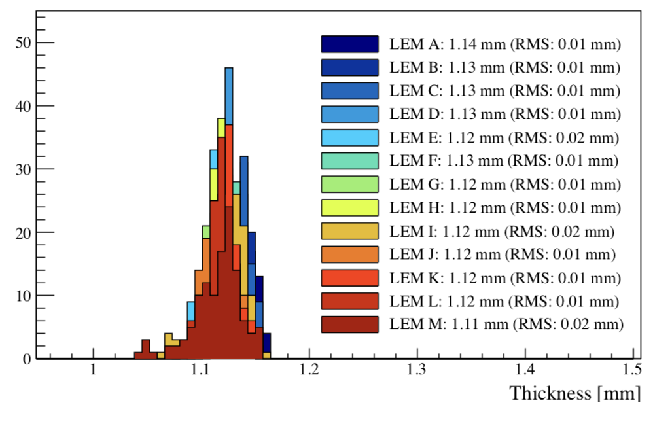 50
40
30
20
10
0
LEM A: 1.14 mm (RMS: 0.01 mm)
LEM B: 1.13 mm (RMS: 0.01 mm)
LEM C: 1.13 mm (RMS: 0.01 mm)
LEM D: 1.13 mm (RMS: 0.01 mm)
LEM E: 1.12 mm (RMS: 0.02 mm)
LEM F: 1.13 mm (RMS: 0.01 mm)
LEM G: 1.12 mm (RMS: 0.01 mm)
LEM H: 1.12 mm (RMS: 0.01 mm)
LEM I: 1.12 mm (RMS: 0.02 mm)
LEM J: 1.12 mm (RMS: 0.01 mm)
LEM K: 1.12 mm (RMS: 0.01 mm)
LEM L: 1.12 mm (RMS: 0.01 mm)
LEM M: 1.11 mm (RMS: 0.02 mm)
1 1.1 1.2 1.3 1.4 1.5
Thickness [mm]